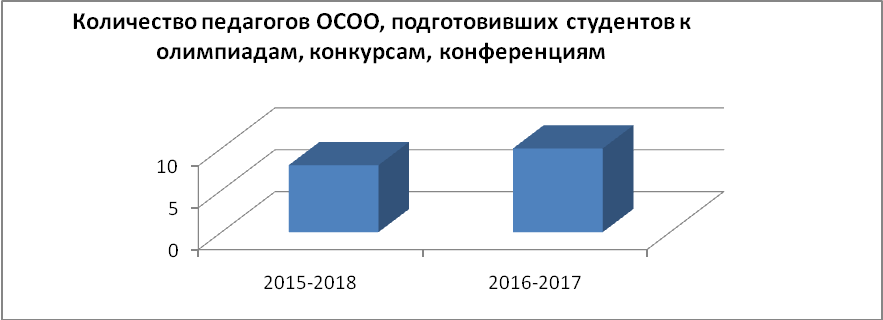 Количество педагогов ОСОО, подготовивших студентов к
олимпиадам, конкурсам, конференциям
10
5
0
2015-2018
2016-2017